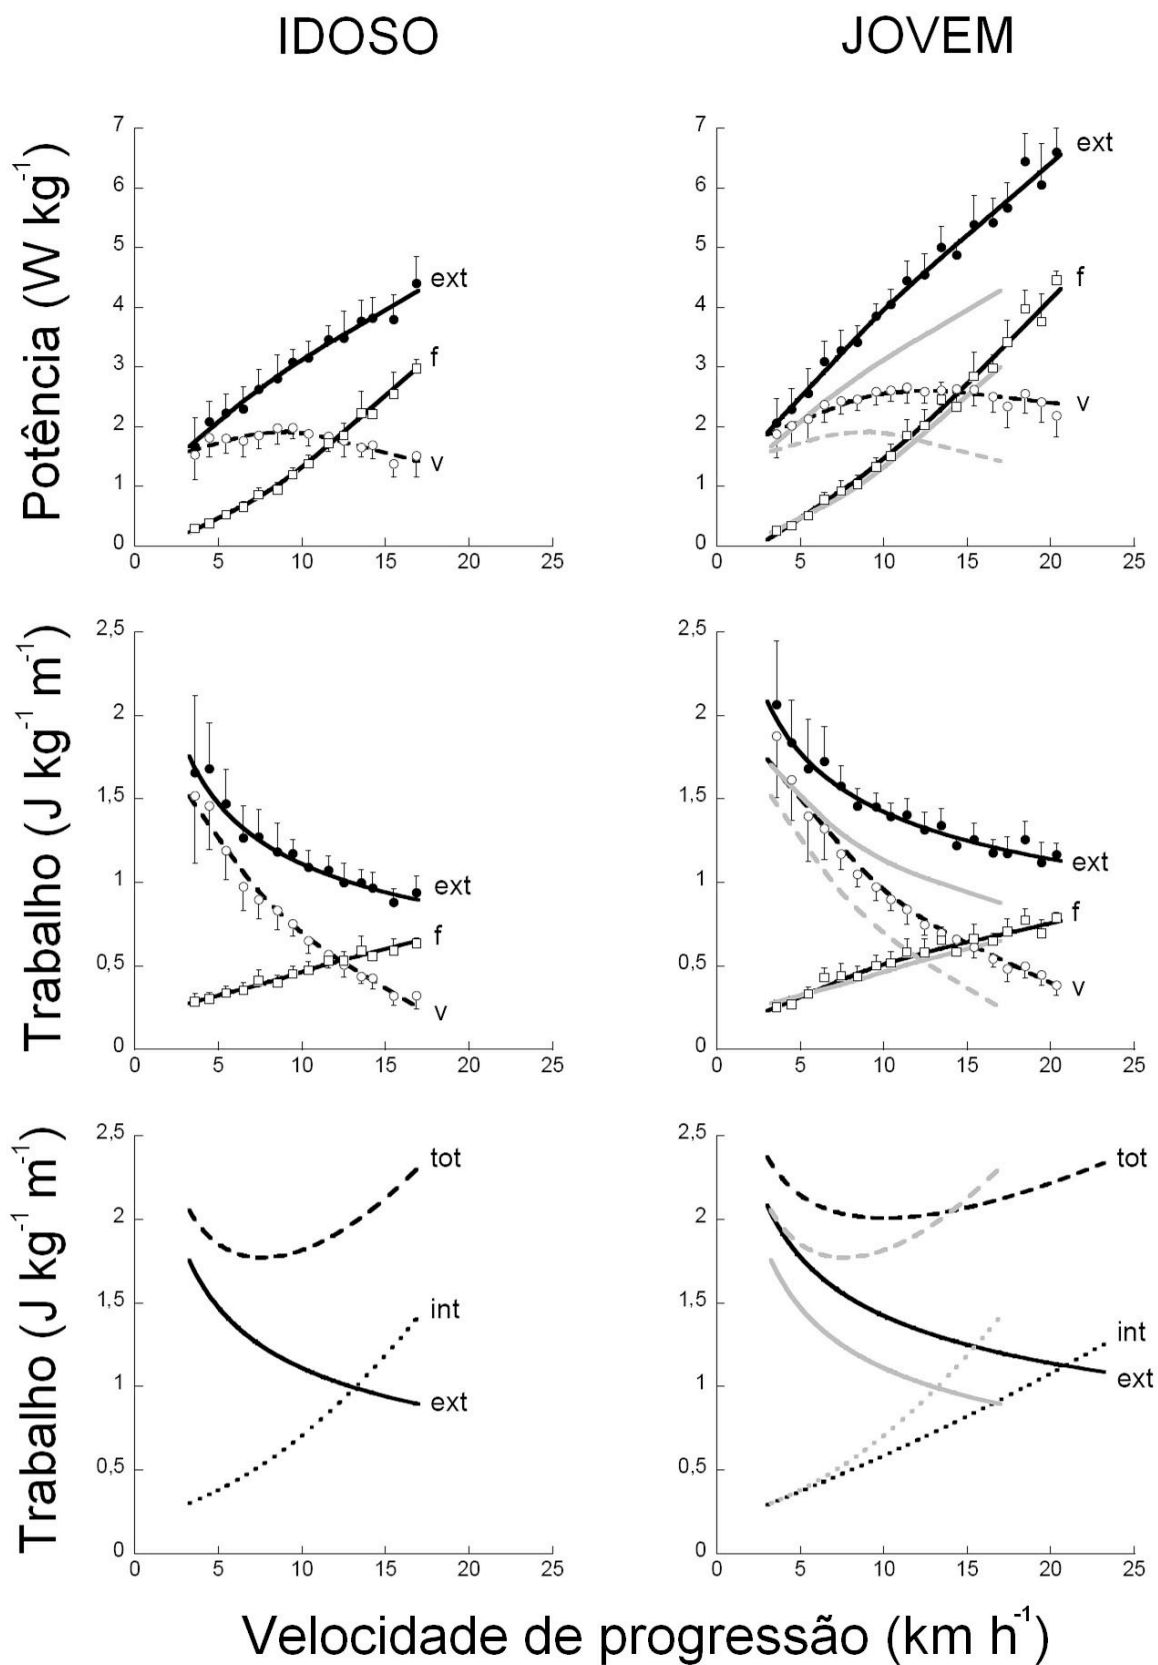 IDOSO
JOVEM
Potência (W kg⁻¹)
7
6
5
4
3
2
1
0
0 5 10 15 20 25
ext
f
v
7
6
5
4
3
2
1
0
0 5 10 15 20 25
ext
f
v
Trabalho (J kg⁻¹ m⁻¹)
2,5
2
1,5
1
0,5
0
0 5 10 15 20 25
ext
f
v
2,5
2
1,5
1
0,5
0
0 5 10 15 20 25
ext
f
v
Trabalho (J kg⁻¹ m⁻¹)
2,5
2
1,5
1
0,5
0
0 5 10 15 20 25
tot
int
ext
2,5
2
1,5
1
0,5
0
0 5 10 15 20 25
tot
int
ext
Velocidade de progressão (km h⁻¹)